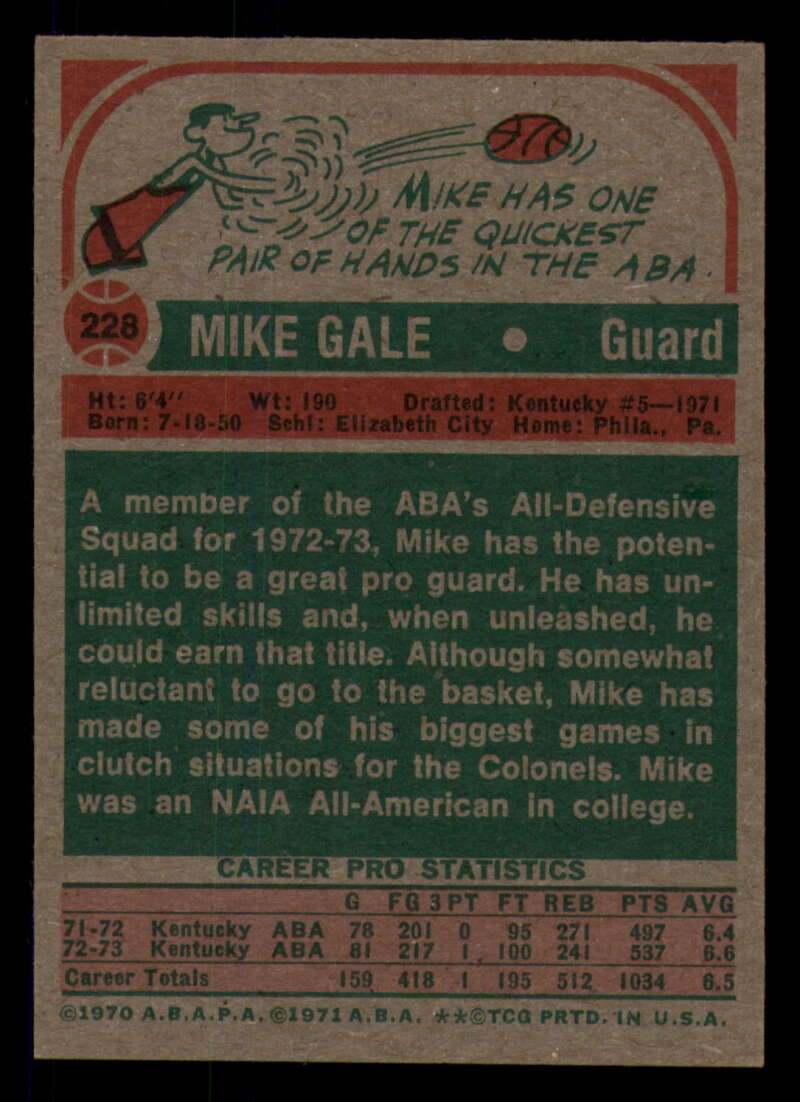 MIKE HAS ONE
OF THE QUICKEST
PAIR OF HANDS IN THE ABA.
228 MIKE GALE • Guard
Ht: 6'4'' Wt: 190 Drafted: Kentucky #5—1971
Born: 7-18-50 Schl: Elizabeth City Home: Phila., Pa.
A member of the ABA's All-Defensive
Squad for 1972-73, Mike has the poten-
tial to be a great pro guard. He has un-
limited skills and, when unleashed, he
could earn that title. Although somewhat
reluctant to go to the basket, Mike has
made some of his biggest games in
clutch situations for the Colonels. Mike
was an NAIA All-American in college.
CAREER PRO STATISTICS
G FG 3PT FT REB PTS AVG
71-72 Kentucky ABA 78 201 0 95 271 497 6.4
72-73 Kentucky ABA 81 217 1 100 241 537 6.6
Career Totals 159 418 1 195 512 1034 6.5
©1970 A.B.A.P.A. ©1971 A.B.A. **©TCG PRTD. IN U.S.A.